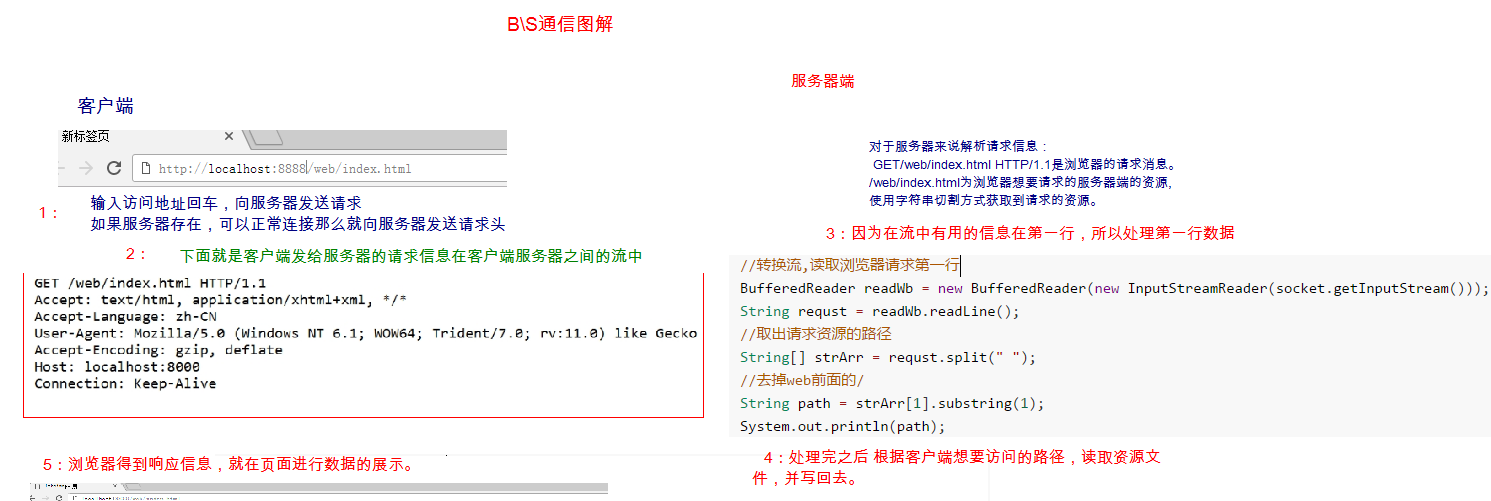 B\S通信图解
客户端
新标签页
http://localhost:8888/web/index.html
1：
输入访问地址回车，向服务器发送请求
如果服务器存在，可以正常连接那么就向服务器发送请求头
2： 下面就是客户端发给服务器的请求信息在客户端服务器之间的流中
GET /web/index.html HTTP/1.1
Accept: text/html, application/xhtml+xml, */*
Accept-Language: zh-CN
User-Agent: Mozilla/5.0 (Windows NT 6.1; WOW64; Trident/7.0; rv:11.0) like Gecko
Accept-Encoding: gzip, deflate
Host: localhost:8000
Connection: Keep-Alive
5：浏览器得到响应信息，就在页面进行数据的展示。
服务器端
对于服务器来说解析请求信息：
GET/web/index.html HTTP/1.1是浏览器的请求消息。
/web/index.html为浏览器想要请求的服务器端的资源,
使用字符串切割方式获取到请求的资源。
3：因为在流中有用的信息在第一行，所以处理第一行数据
//转换流,读取浏览器请求第一行
BufferedReader readWb = new BufferedReader(new InputStreamReader(socket.getInputStream()));
String requst = readWb.readLine();
//取出请求资源的路径
String[] strArr = requst.split(" ");
//去掉web前面的/
String path = strArr[1].substring(1);
System.out.println(path);
4：处理完之后 根据客户端想要访问的路径，读取资源文
件，并写回去。